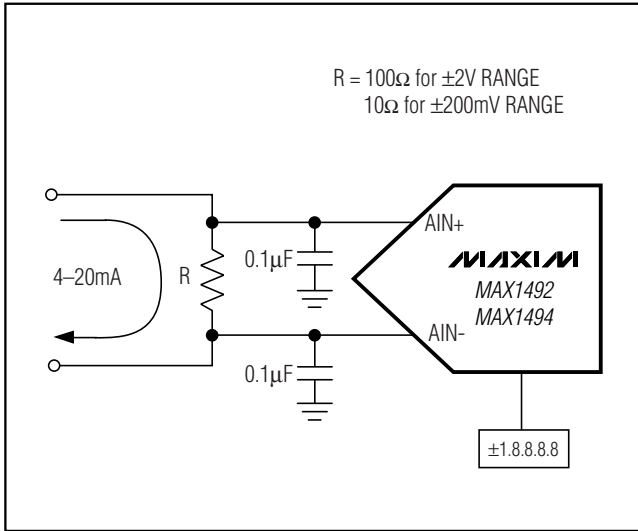 R = 100Ω for ±2V RANGE
10Ω for ±200mV RANGE
AIN+
0.1µF
MAXIM
4–20mA
R
MAX1492
MAX1494
AIN-
0.1µF
±1.8.8.8.8